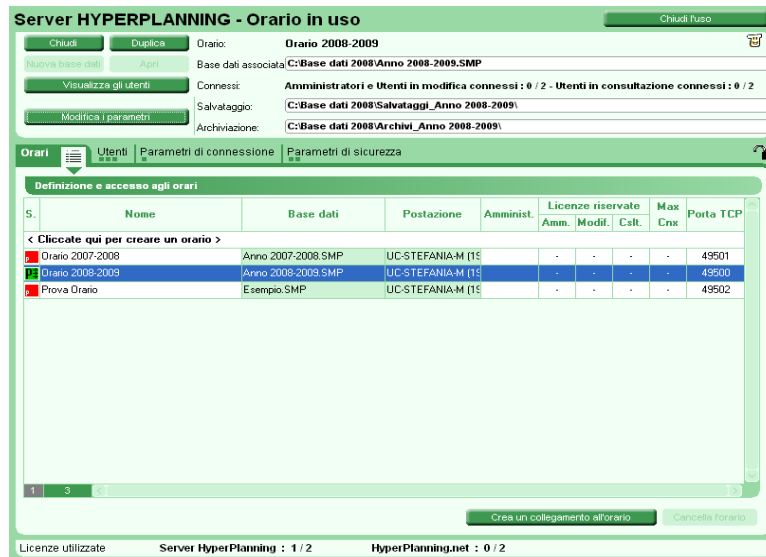 Server HYPERPLANNING - Orario in uso
Chiudi l'uso
Chiudi
Duplica
Orario:
Orario 2008-2009
Nuova base dati
Apri
Base dati associata
C:\Base dati 2008\Anno 2008-2009.SMP
Visualizza gli utenti
Connessi:
Amministratori e Utenti in modifica connessi : 0 / 2 - Utenti in consultazione connessi : 0 / 2
Modifica i parametri
Salvataggio:
C:\Base dati 2008\Salvataggi_Anno 2008-2009\
Archiviazione:
C:\Base dati 2008\Archivi_Anno 2008-2009\
Orari
Utenti
Parametri di connessione
Parametri di sicurezza
Definizione e accesso agli orari
S.
Nome
Base dati
Postazione
Amminist.
Licenze riservate
Amm.
Modif.
Cslt.
Max Cnx
Porta TCP
< Cliccate qui per creare un orario >
Orario 2007-2008 Anno 2007-2008.SMP UC-STEFANIA-M (19 - - - - 49501
Orario 2008-2009 Anno 2008-2009.SMP UC-STEFANIA-M (19 - - - - 49500
Prova Orario Esempio.SMP UC-STEFANIA-M (19 - - - - 49502
1 3
Crea un collegamento all'orario
Cancella l'orario
Licenze utilizzate
Server HyperPlanning : 1 / 2
HyperPlanning.net : 0 / 2